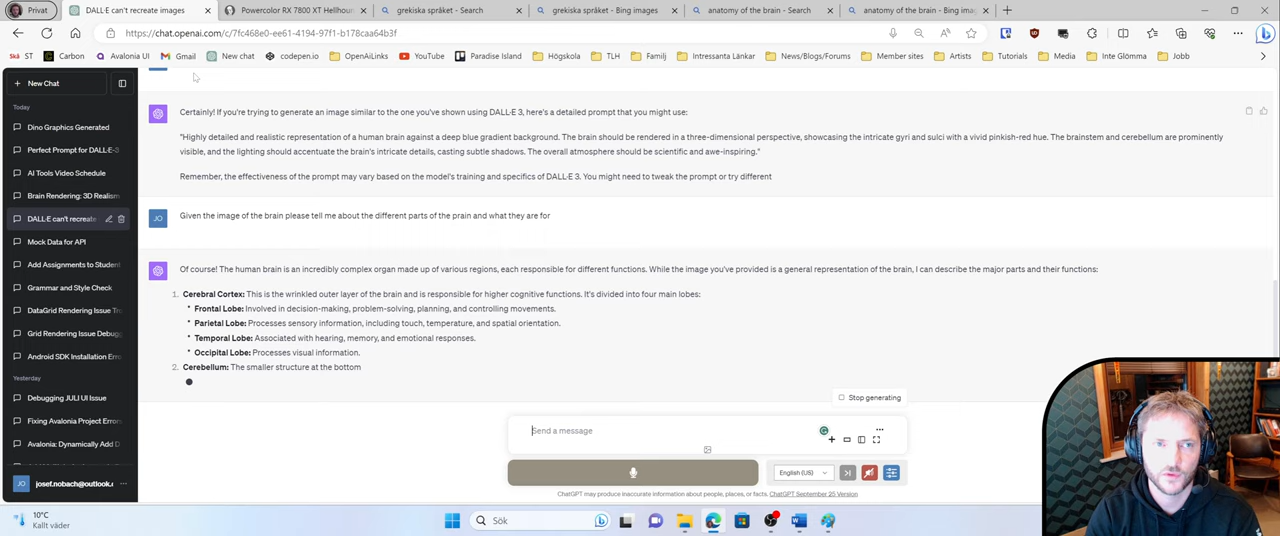 Privat
DALL·E can't recreate images
Powercolor RX 7800 XT Hellhoun
grekiska språket - Search
grekiska språket - Bing images
anatomy of the brain - Search
anatomy of the brain - Bing imag
https://chat.openai.com/c/7fc468e0-ee61-4194-97f1-b178caa64b3f
ST
Carbon
Avalonia UI
Gmail
New chat
codepen.io
OpenAiLinks
YouTube
Paradise Island
Högskola
TLH
Familj
Intressanta Länkar
News/Blogs/Forums
Member sites
Artists
Tutorials
Media
Inte Glömma
Jobb
New Chat
Today
Dino Graphics Generated
Perfect Prompt for DALL-E-3
AI Tools Video Schedule
Brain Rendering: 3D Realism
DALL·E can't recreate
Mock Data for API
Add Assignments to Student
Grammar and Style Check
DataGrid Rendering Issue Tro
Grid Rendering Issue Debugg
Android SDK Installation Erro
Yesterday
Debugging JULI UI Issue
Fixing Avalonia Project Errors
Avalonia: Dynamically Add D
JO
josef.nobach@outlook.c
Certainly! If you're trying to generate an image similar to the one you've shown using DALL·E 3, here's a detailed prompt that you might use:
"Highly detailed and realistic representation of a human brain against a deep blue gradient background. The brain should be rendered in a three-dimensional perspective, showcasing the intricate gyri and sulci with a vivid pinkish-red hue. The brainstem and cerebellum are prominently
visible, and the lighting should accentuate the brain's intricate details, casting subtle shadows. The overall atmosphere should be scientific and awe-inspiring."
Remember, the effectiveness of the prompt may vary based on the model's training and specifics of DALL·E 3. You might need to tweak the prompt or try different
JO
Given the image of the brain please tell me about the different parts of the prain and what they are for
Of course! The human brain is an incredibly complex organ made up of various regions, each responsible for different functions. While the image you've provided is a general representation of the brain, I can describe the major parts and their functions:
1. Cerebral Cortex: This is the wrinkled outer layer of the brain and is responsible for higher cognitive functions. It's divided into four main lobes:
• Frontal Lobe: Involved in decision-making, problem-solving, planning, and controlling movements.
• Parietal Lobe: Processes sensory information, including touch, temperature, and spatial orientation.
• Temporal Lobe: Associated with hearing, memory, and emotional responses.
• Occipital Lobe: Processes visual information.
2. Cerebellum: The smaller structure at the bottom
Stop generating
Send a message
English (US)
ChatGPT may produce inaccurate information about people, places, or facts. ChatGPT September 25 Version
10°C
Kallt väder
Sök